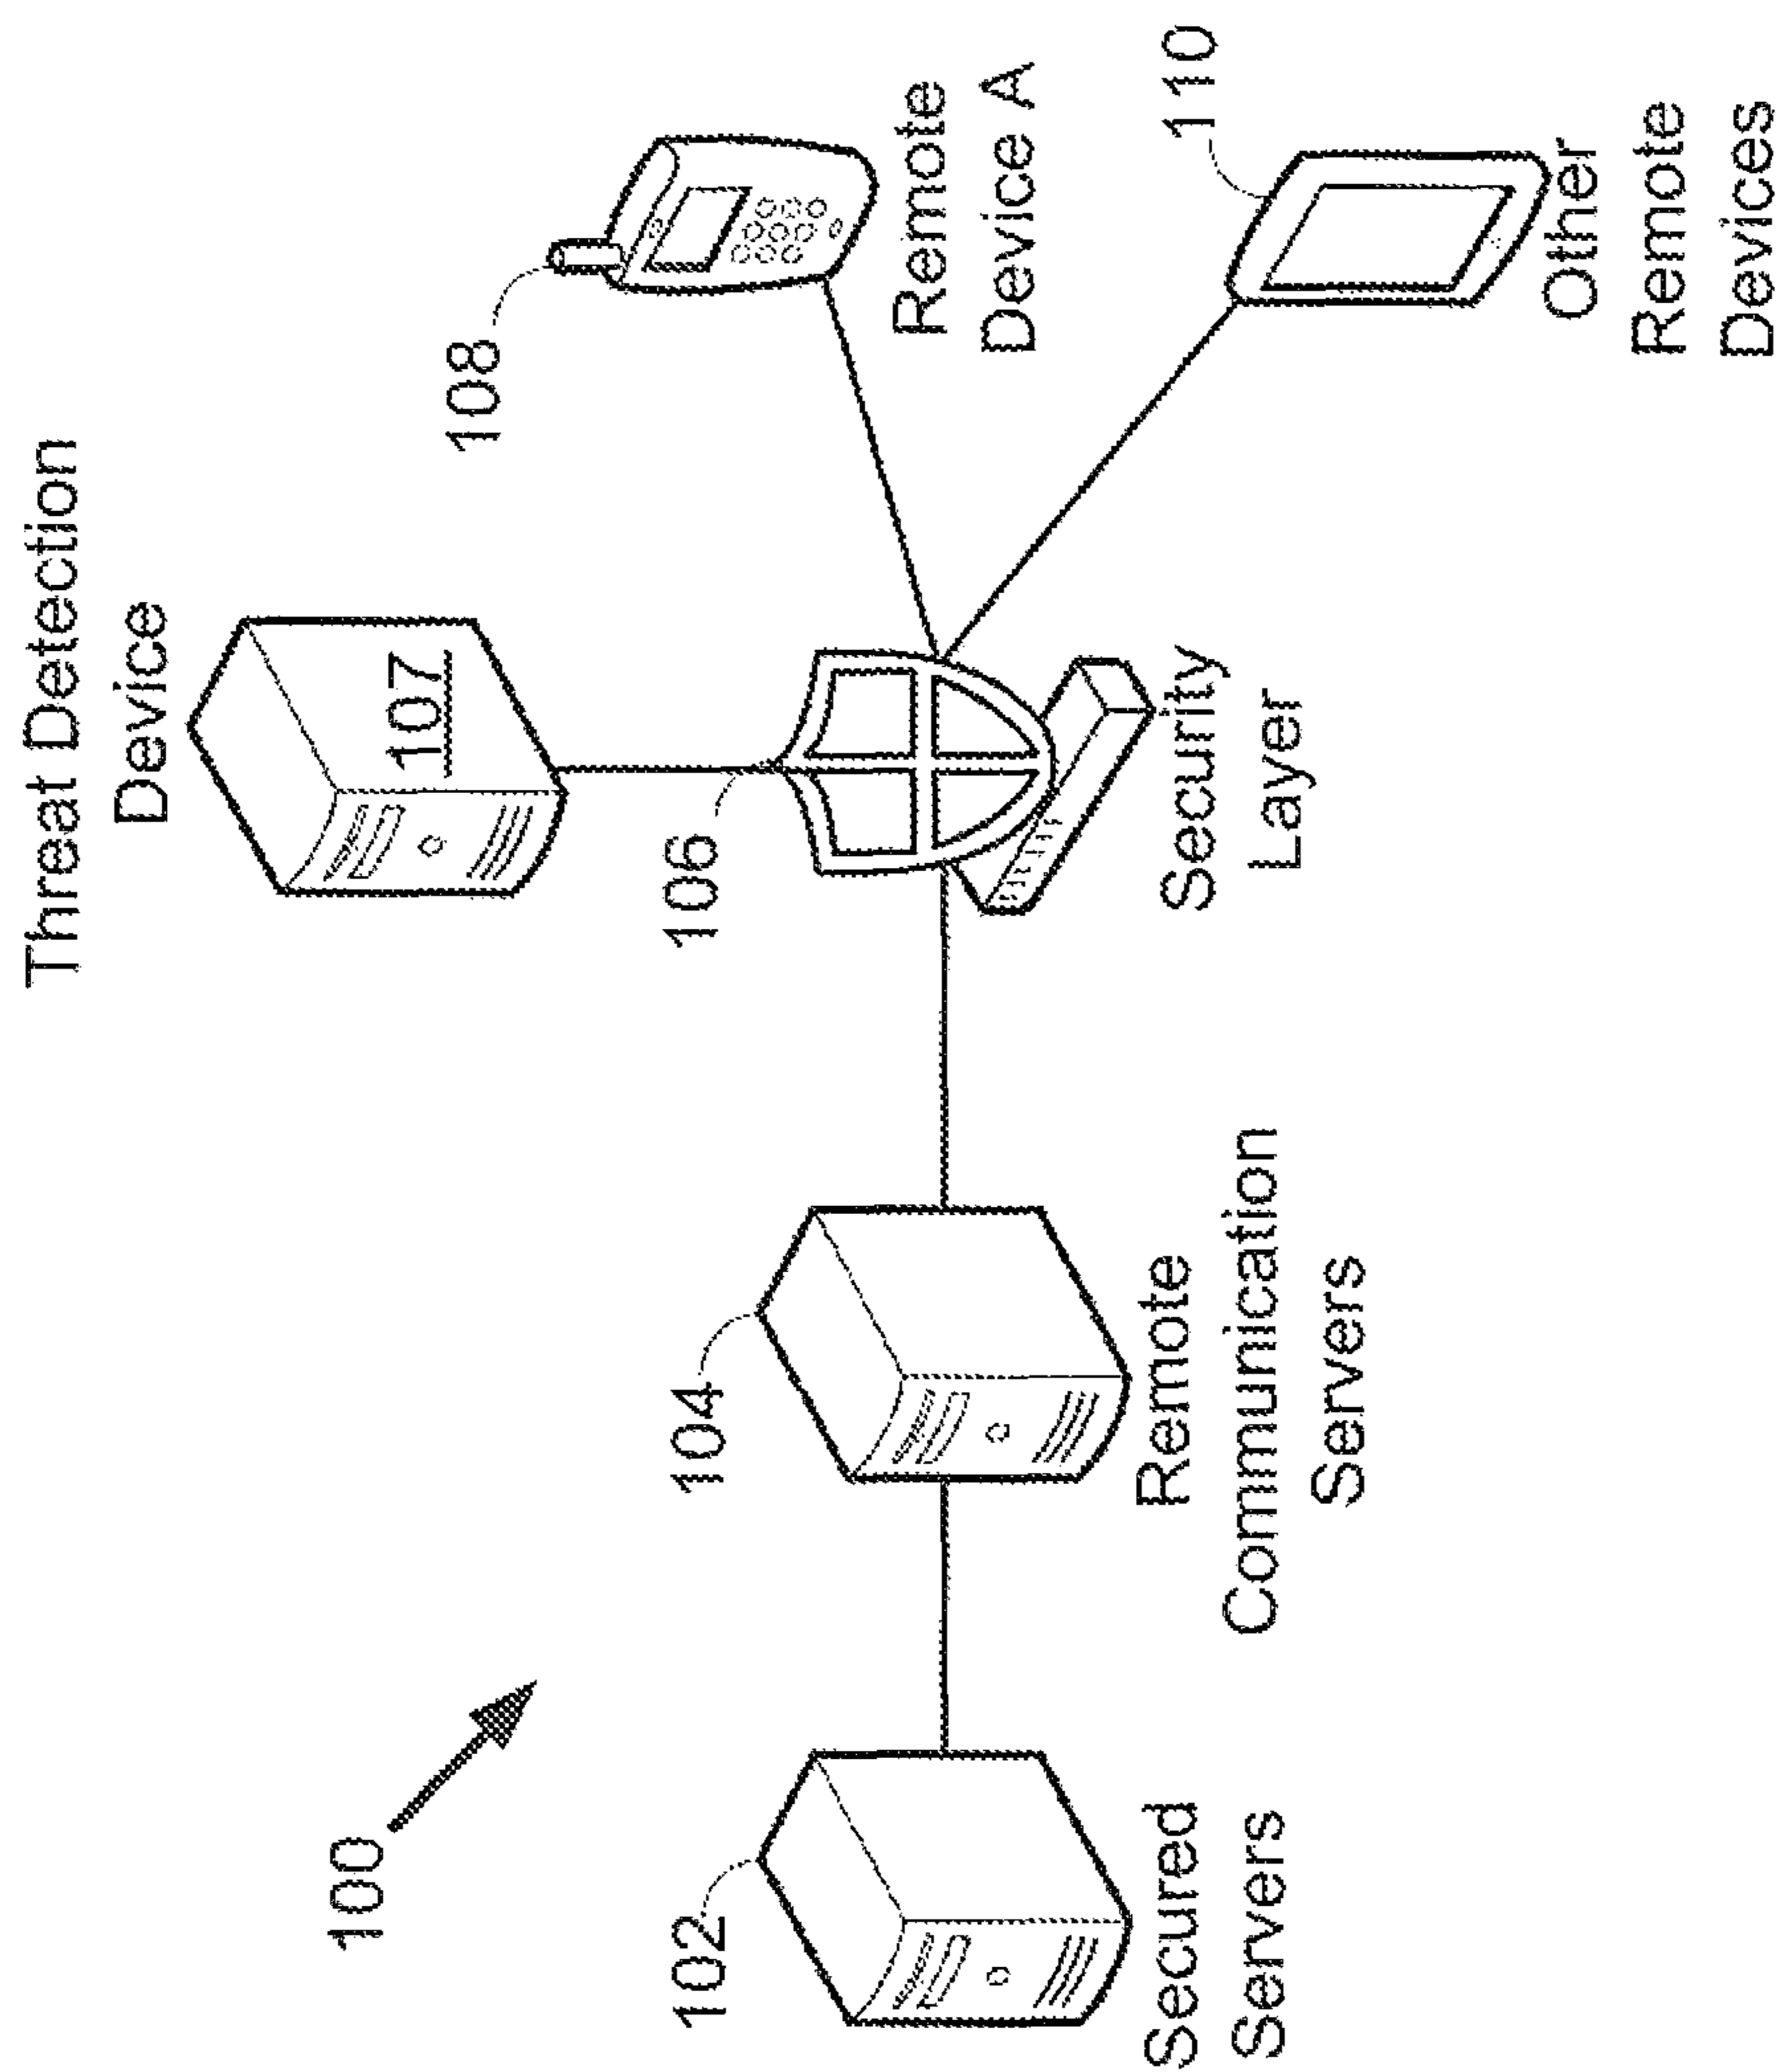 100
Threat Detection
Device
107
102
104
106
108
110
Secured
Servers
Remote
Communication
Servers
Security
Layer
Remote
Device A
Other
Remote
Devices